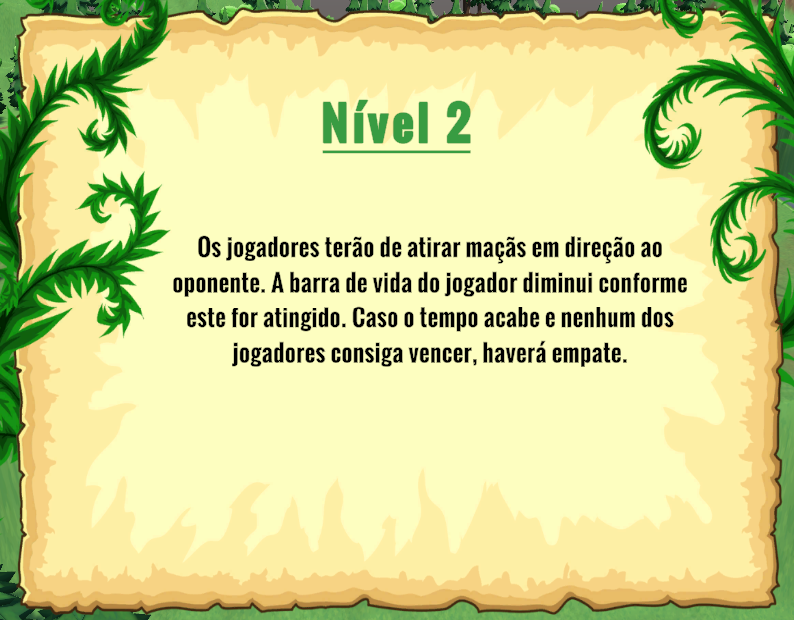 Nível 2
Os jogadores terão de atirar maçãs em direção ao
oponente. A barra de vida do jogador diminui conforme
este for atingido. Caso o tempo acabe e nenhum dos
jogadores consiga vencer, haverá empate.